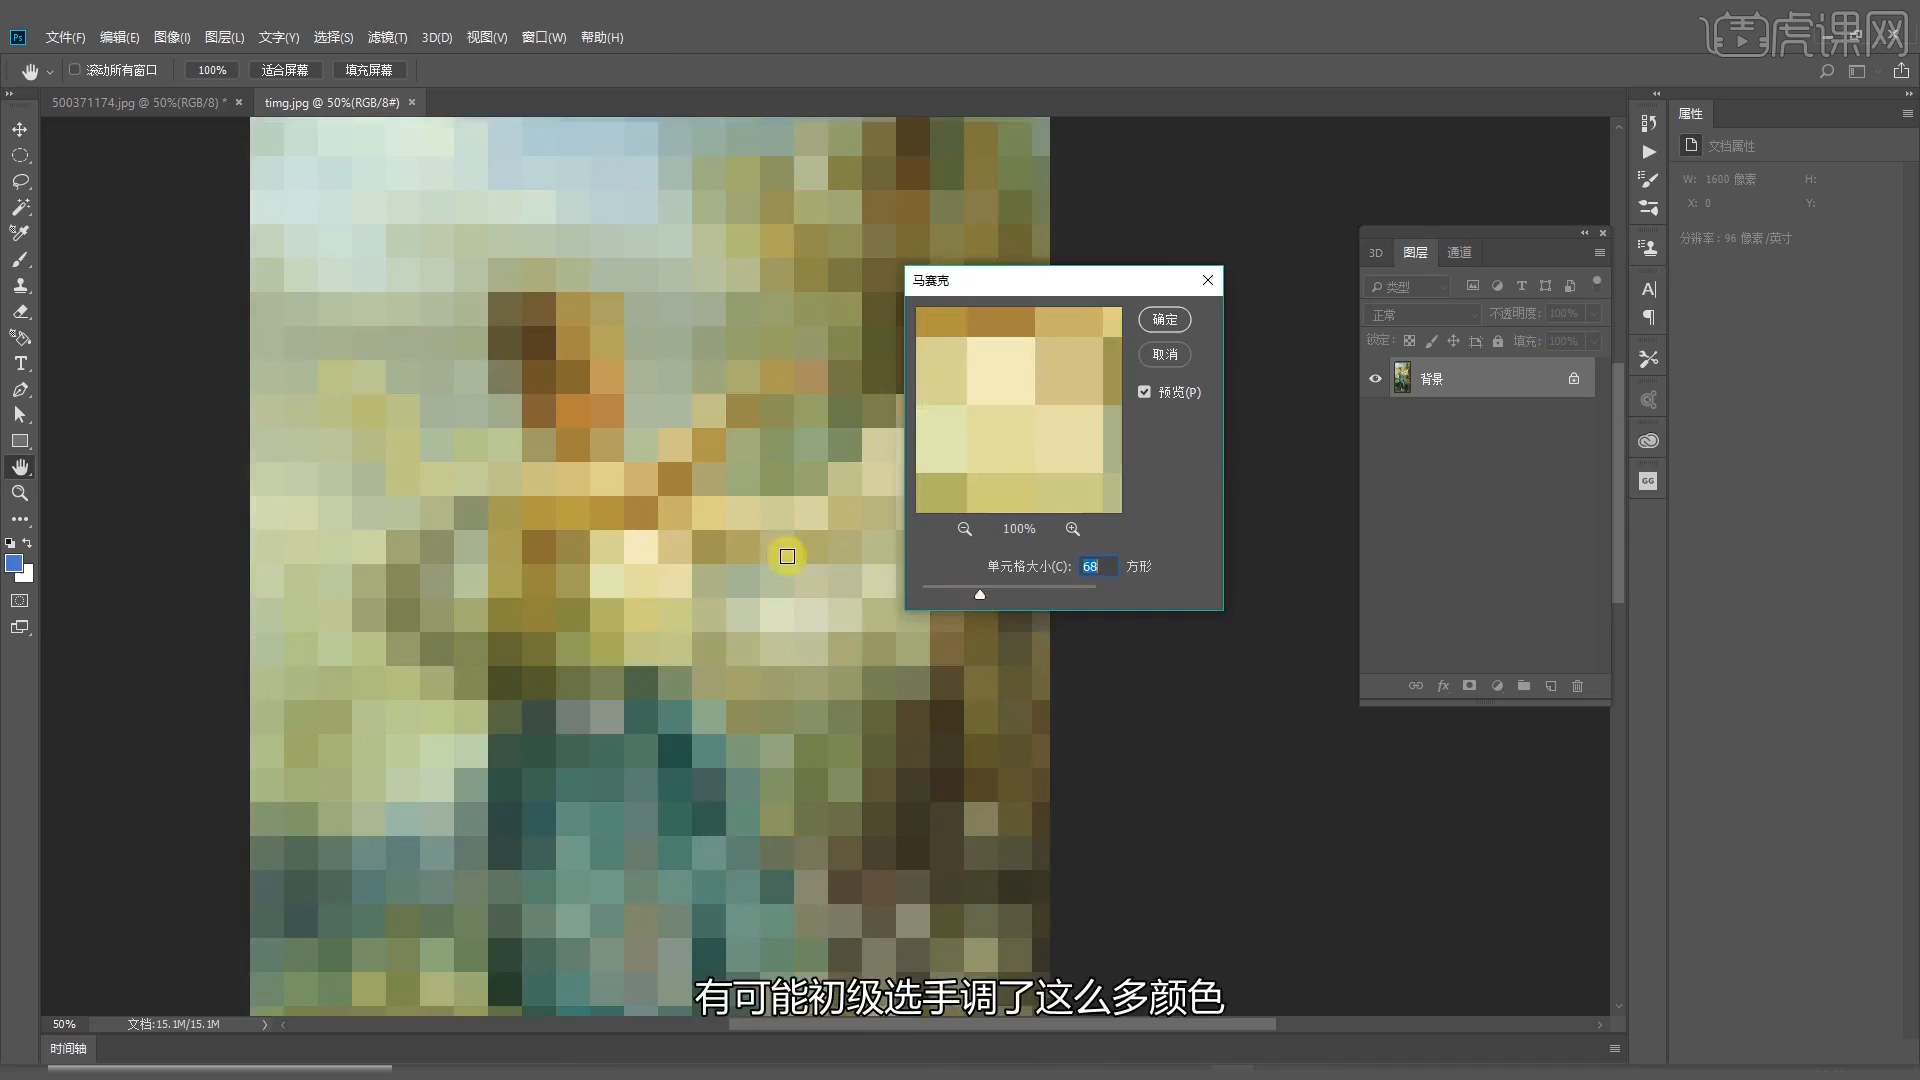 虎课网
Ps 文件(F) 编辑(E) 图像(I) 图层(L) 文字(Y) 选择(S) 滤镜(T) 3D(D) 视图(V) 窗口(W) 帮助(H)
滚动所有窗口 100% 适合屏幕 填充屏幕
500371174.jpg @ 50%(RGB/8) * × timg.jpg @ 50%(RGB/8#) ×
属性
文档属性
W: 1600 像素 H:
X: 0 Y:
分辨率: 96 像素/英寸
3D 图层 通道
类型
正常 不透明度: 100%
锁定: 填充: 100%
背景
fx
GG
马赛克
确定
取消
预览(P)
100%
单元格大小(C): 68 方形
有可能初级选手调了这么多颜色
50% 文档:15.1M/15.1M
时间轴